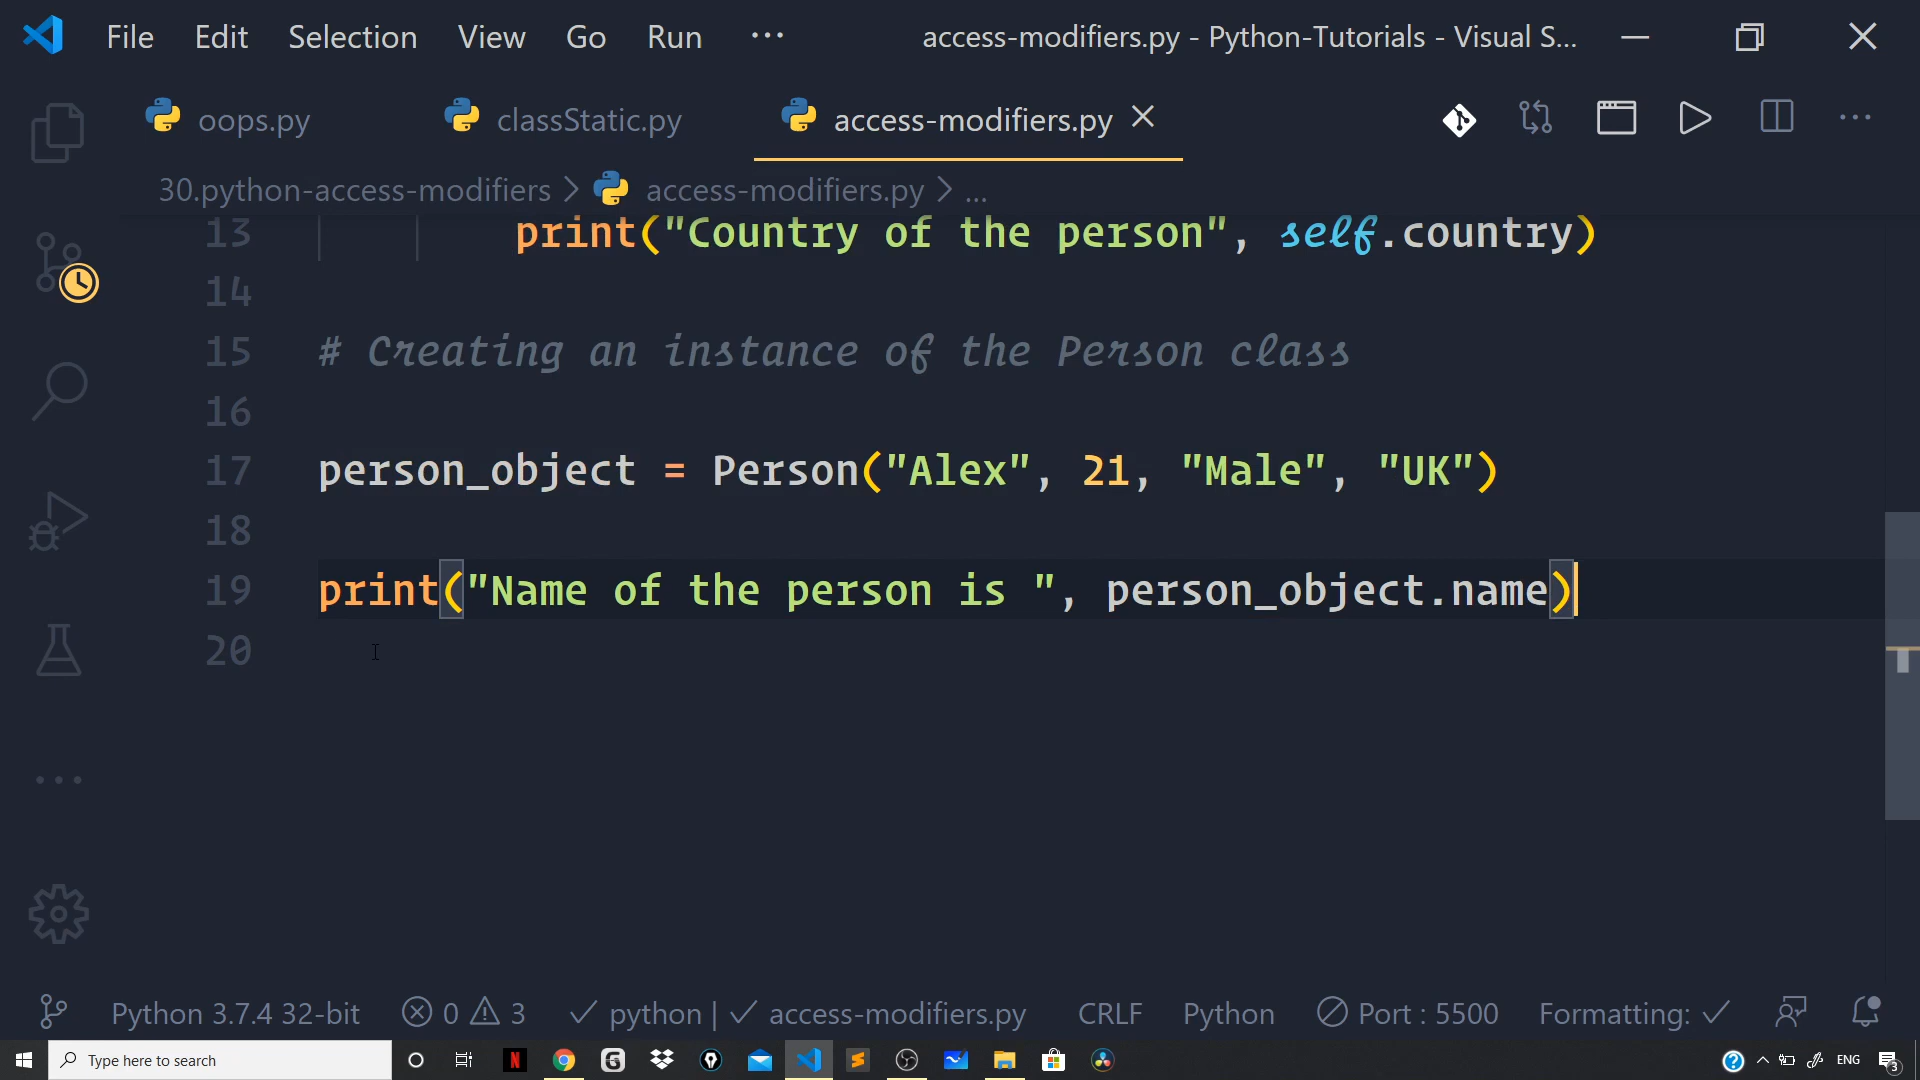 File Edit Selection View Go Run ··· access-modifiers.py - Python-Tutorials - Visual S...
oops.py classStatic.py access-modifiers.py
30.python-access-modifiers > access-modifiers.py > ...
13 print("Country of the person", self.country)
14
15 # Creating an instance of the Person class
16
17 person_object = Person("Alex", 21, "Male", "UK")
18
19 print("Name of the person is ", person_object.name)
20
Python 3.7.4 32-bit 0 3 ✓ python | ✓ access-modifiers.py CRLF Python Port : 5500 Formatting: ✓
Type here to search N G ENG 3